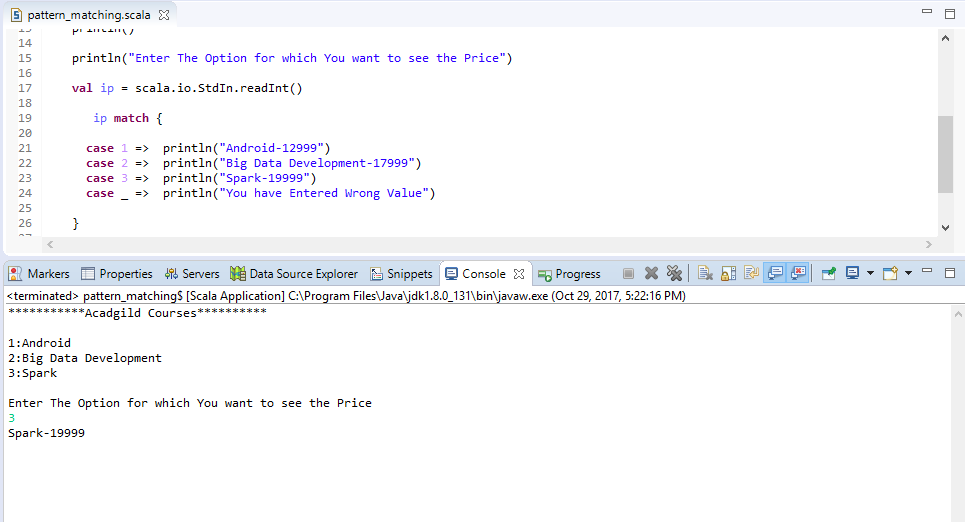 pattern_matching.scala
13 println()
14
15 println("Enter The Option for which You want to see the Price")
16
17 val ip = scala.io.StdIn.readInt()
18
19 ip match {
20
21 case 1 => println("Android-12999")
22 case 2 => println("Big Data Development-17999")
23 case 3 => println("Spark-19999")
24 case _ => println("You have Entered Wrong Value")
25
26 }
27
Markers Properties Servers Data Source Explorer Snippets Console Progress
<terminated> pattern_matching$ [Scala Application] C:\Program Files\Java\jdk1.8.0_131\bin\javaw.exe (Oct 29, 2017, 5:22:16 PM)
***********Acadgild Courses**********
1:Android
2:Big Data Development
3:Spark
Enter The Option for which You want to see the Price
3
Spark-19999